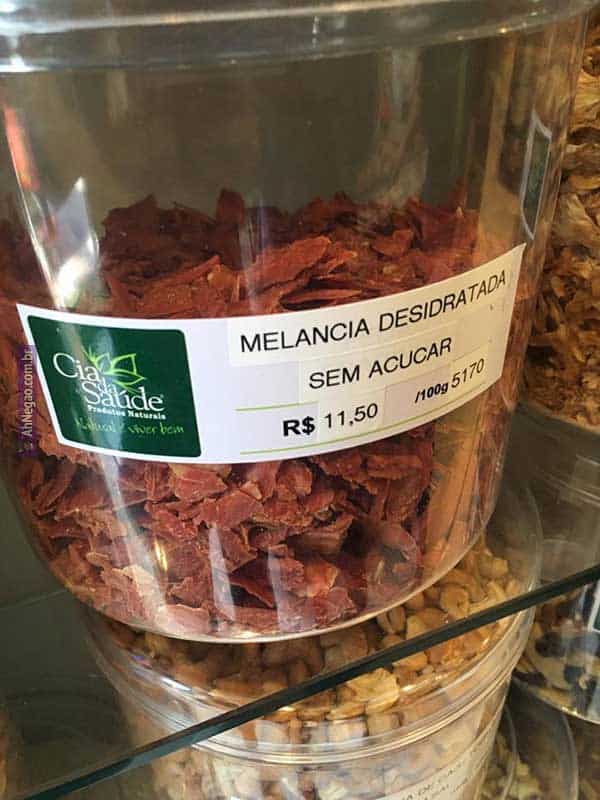 MELANCIA DESIDRATADA
SEM ACUCAR
R$ 11,50 /100g 5170
Cia
da
Saúde
Produtos Naturais
Natural é viver bem
AhNegao.com.br